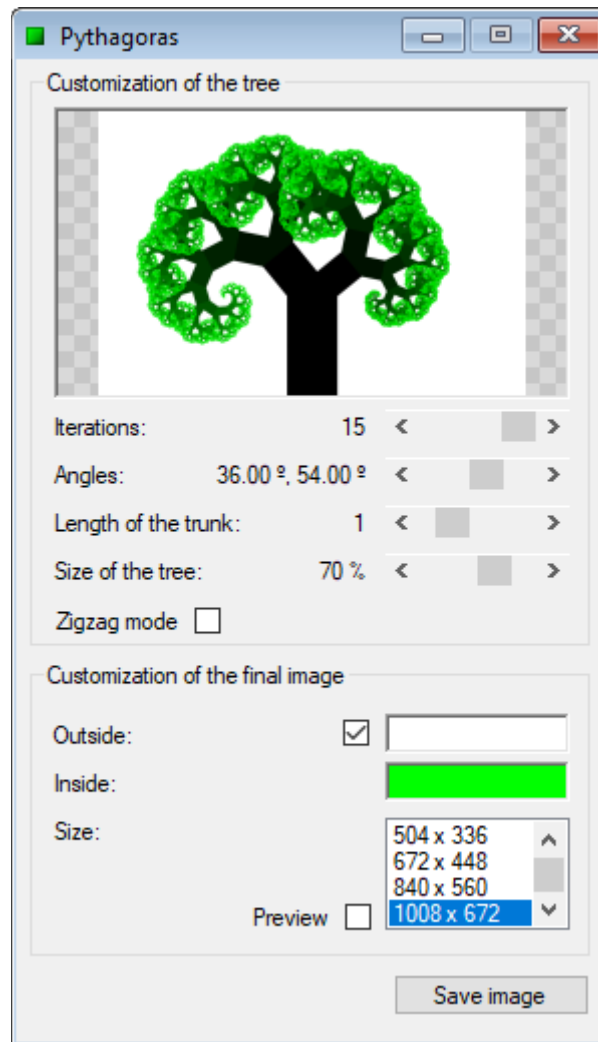 Pythagoras
Customization of the tree
Iterations: 15
Angles: 36.00 º, 54.00 º
Length of the trunk: 1
Size of the tree: 70 %
Zigzag mode
Customization of the final image
Outside:
Inside:
Size:
504 x 336
672 x 448
840 x 560
Preview 1008 x 672
Save image